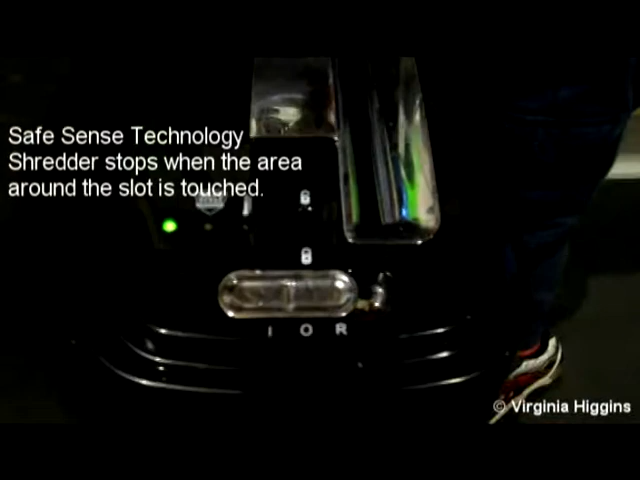 Safe Sense Technology
Shredder stops when the area
around the slot is touched.
I O R
© Virginia Higgins